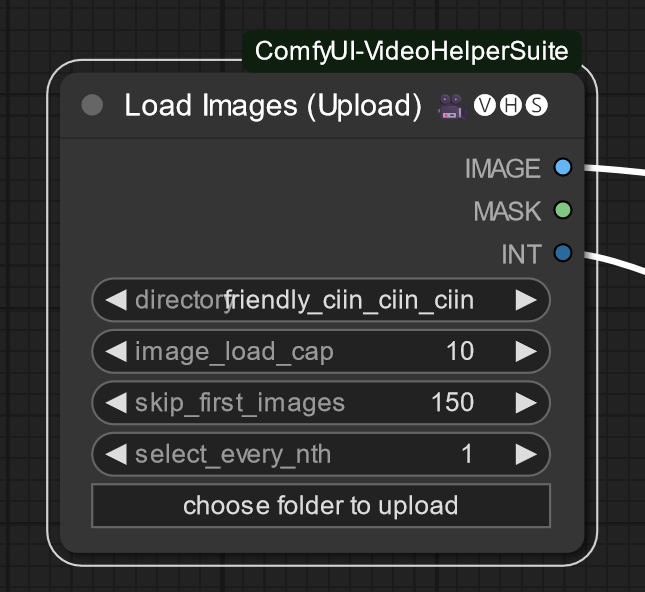 ComfyUI-VideoHelperSuite
Load Images (Upload) 🎥🅥🅗🅢
IMAGE
MASK
INT
directory friendly_ciin_ciin_ciin
image_load_cap 10
skip_first_images 150
select_every_nth 1
choose folder to upload